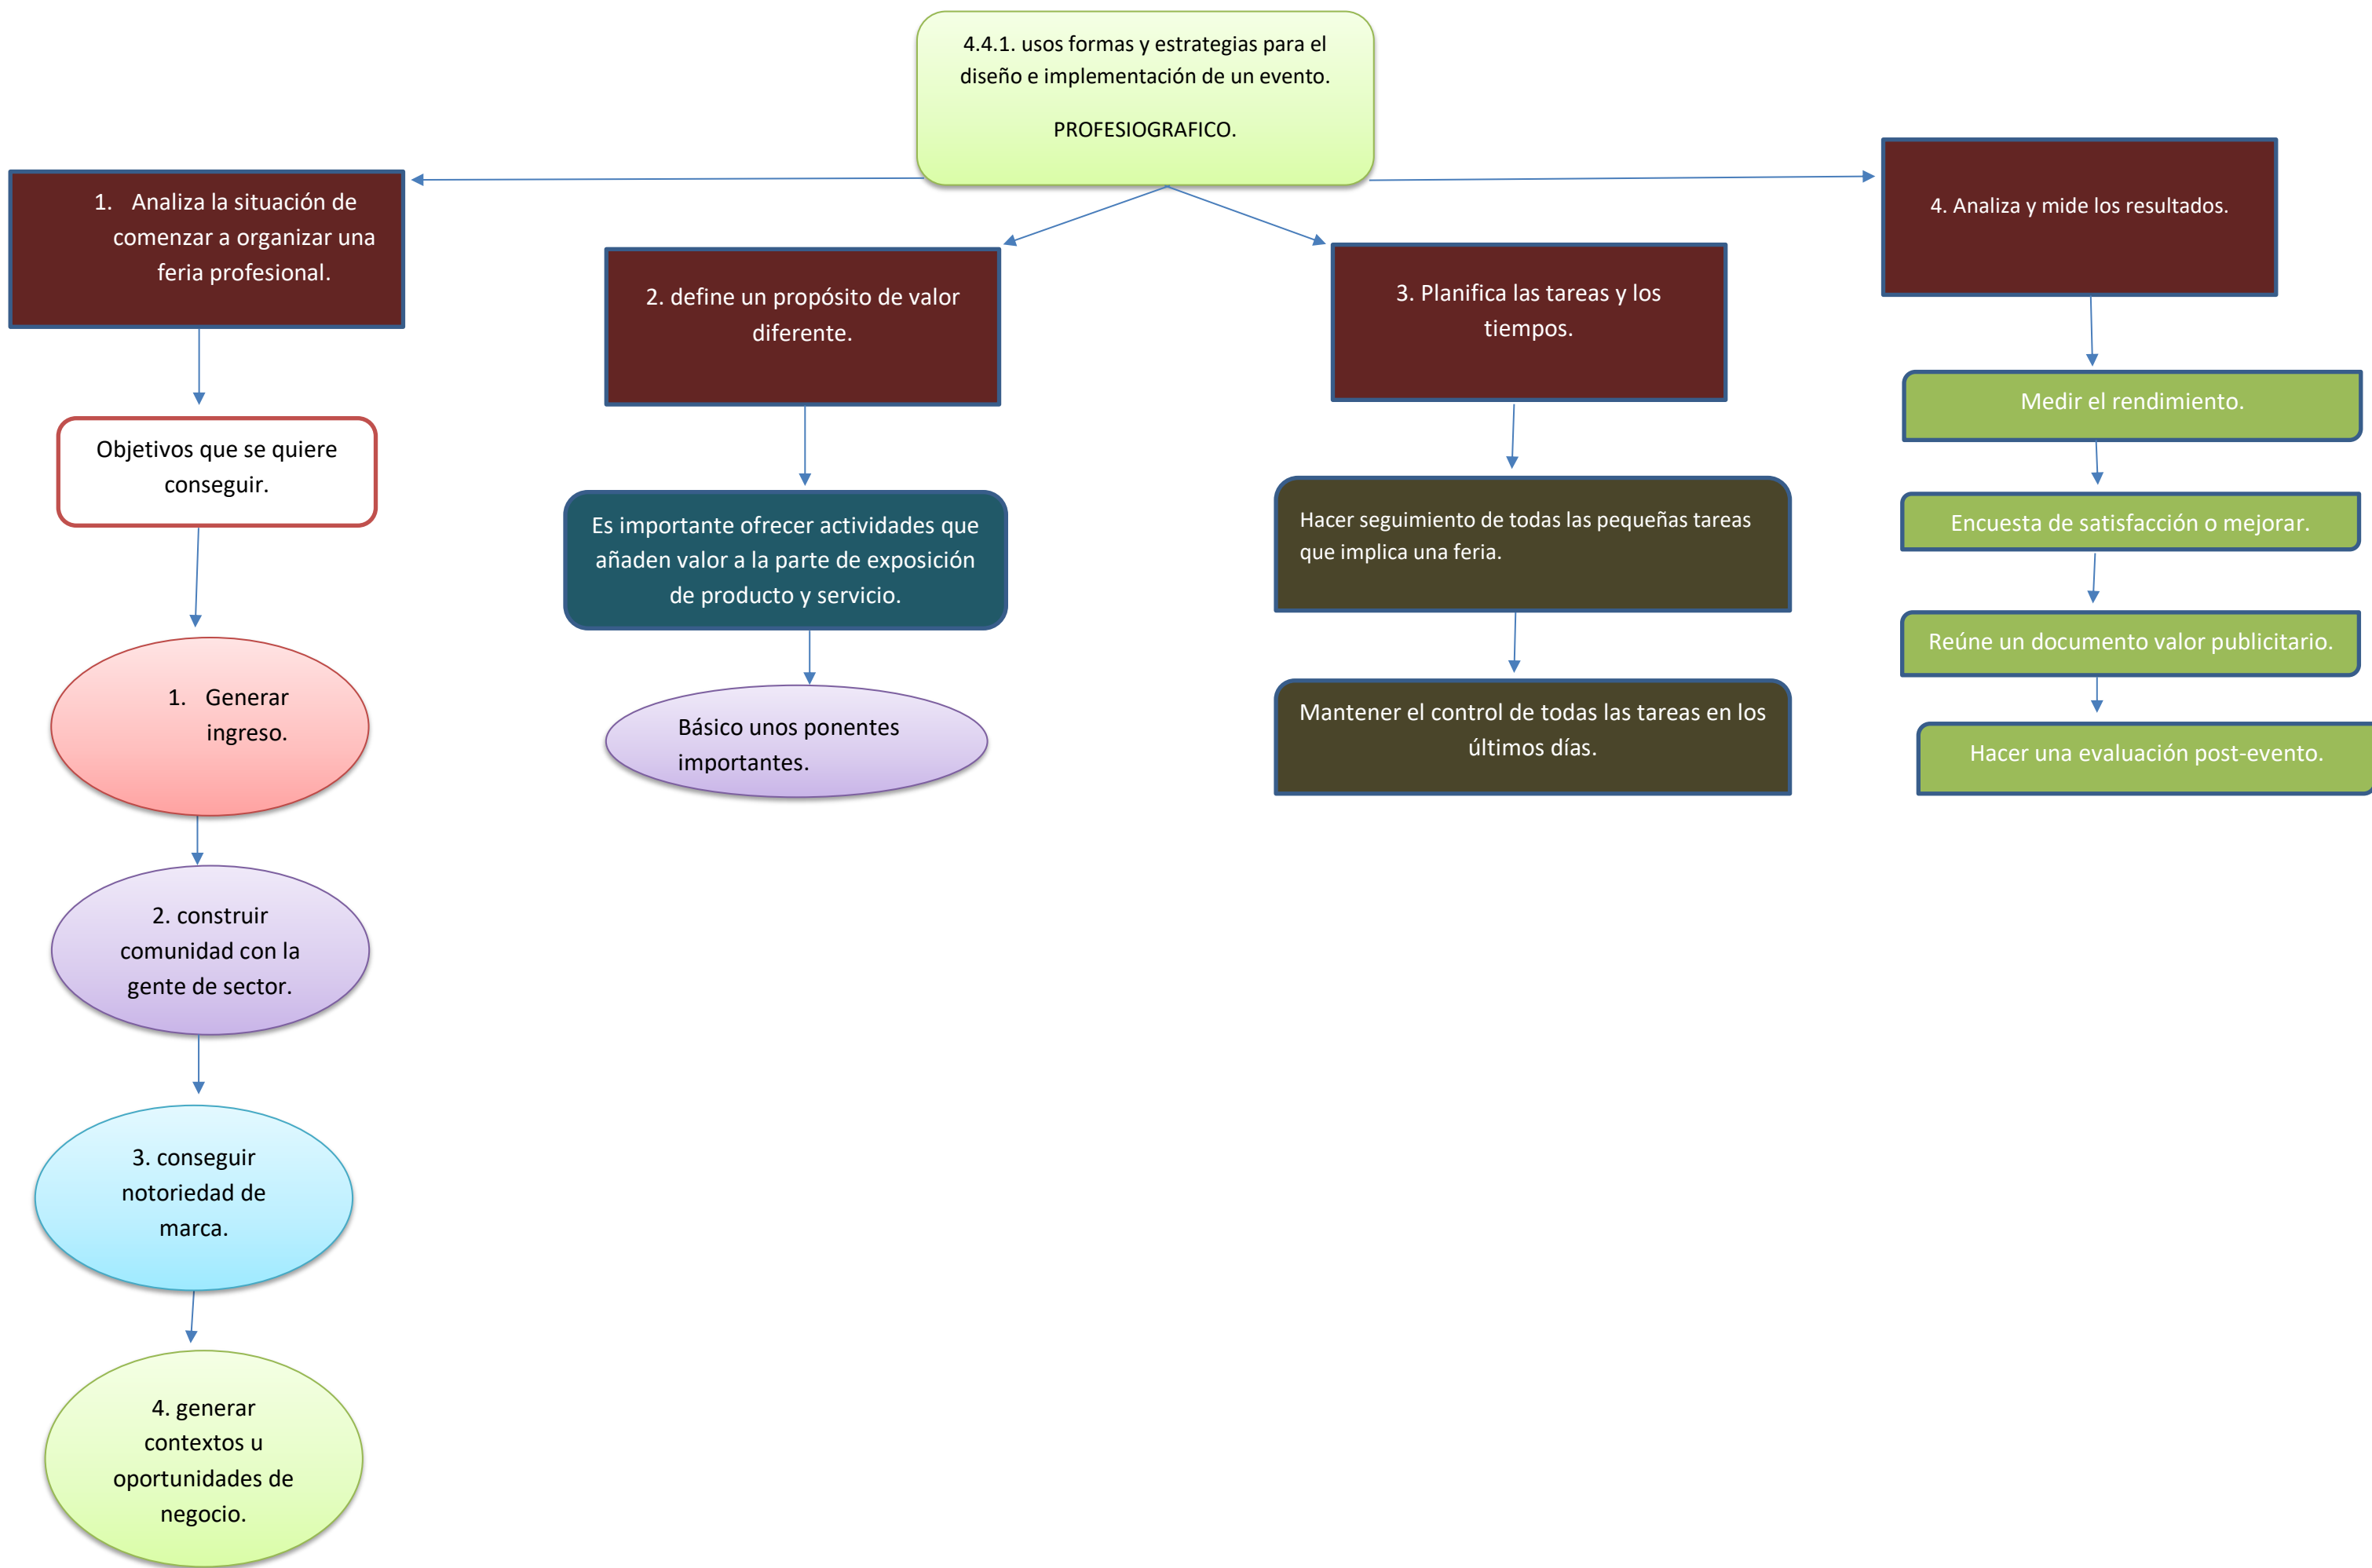 4.4.1. usos formas y estrategias para el
diseño e implementación de un evento.
PROFESIOGRAFICO.
1. Analiza la situación de
comenzar a organizar una
feria profesional.
Objetivos que se quiere
conseguir.
1. Generar
ingreso.
2. construir
comunidad con la
gente de sector.
3. conseguir
notoriedad de
marca.
4. generar
contextos u
oportunidades de
negocio.
2. define un propósito de valor
diferente.
Es importante ofrecer actividades que
añaden valor a la parte de exposición
de producto y servicio.
Básico unos ponentes
importantes.
3. Planifica las tareas y los
tiempos.
Hacer seguimiento de todas las pequeñas tareas
que implica una feria.
Mantener el control de todas las tareas en los
últimos días.
4. Analiza y mide los resultados.
Medir el rendimiento.
Encuesta de satisfacción o mejorar.
Reúne un documento valor publicitario.
Hacer una evaluación post-evento.